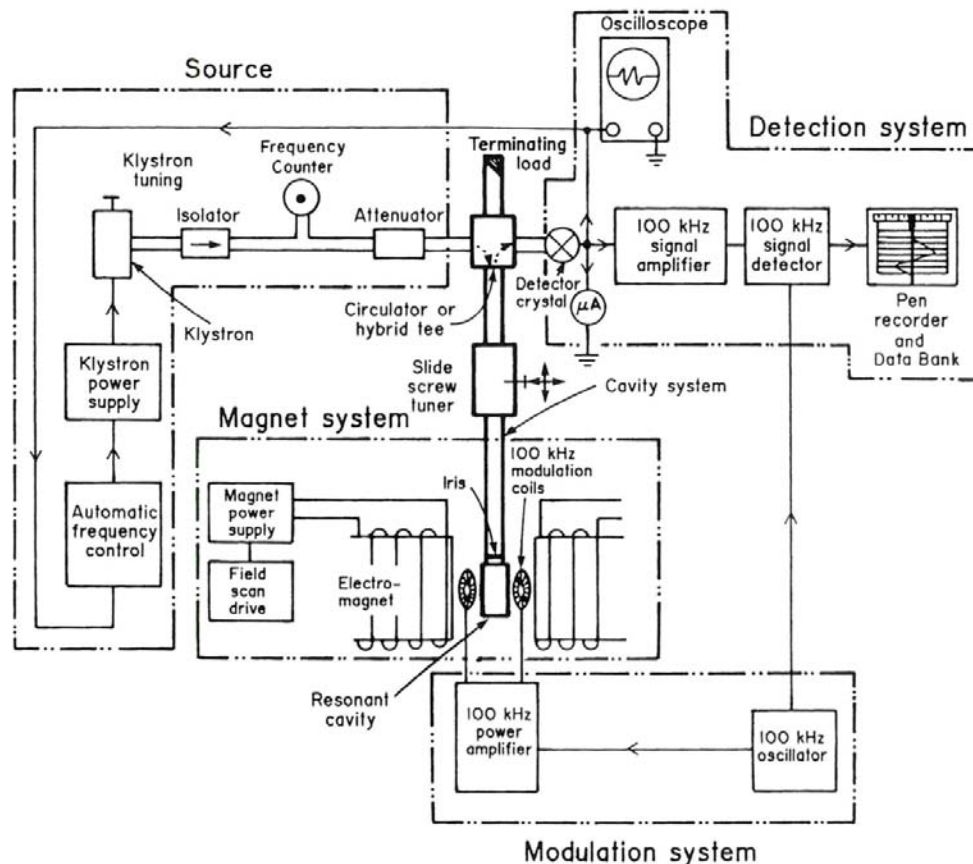 Oscilloscope
Source
Detection system
Klystron
tuning
Frequency
Counter
Terminating
load
Isolator
Attenuator
100 kHz
signal
amplifier
100 kHz
signal
detector
Detector
crystal
μA
Pen
recorder
and
Data Bank
Circulator or
hybrid tee
Klystron
Klystron
power
supply
Slide
screw
tuner
Cavity system
Magnet system
100 kHz
modulation
coils
Iris
Automatic
frequency
control
Magnet
power
supply
Field
scan
drive
Electro-
magnet
Resonant
cavity
100 kHz
power
amplifier
100 kHz
oscillator
Modulation system